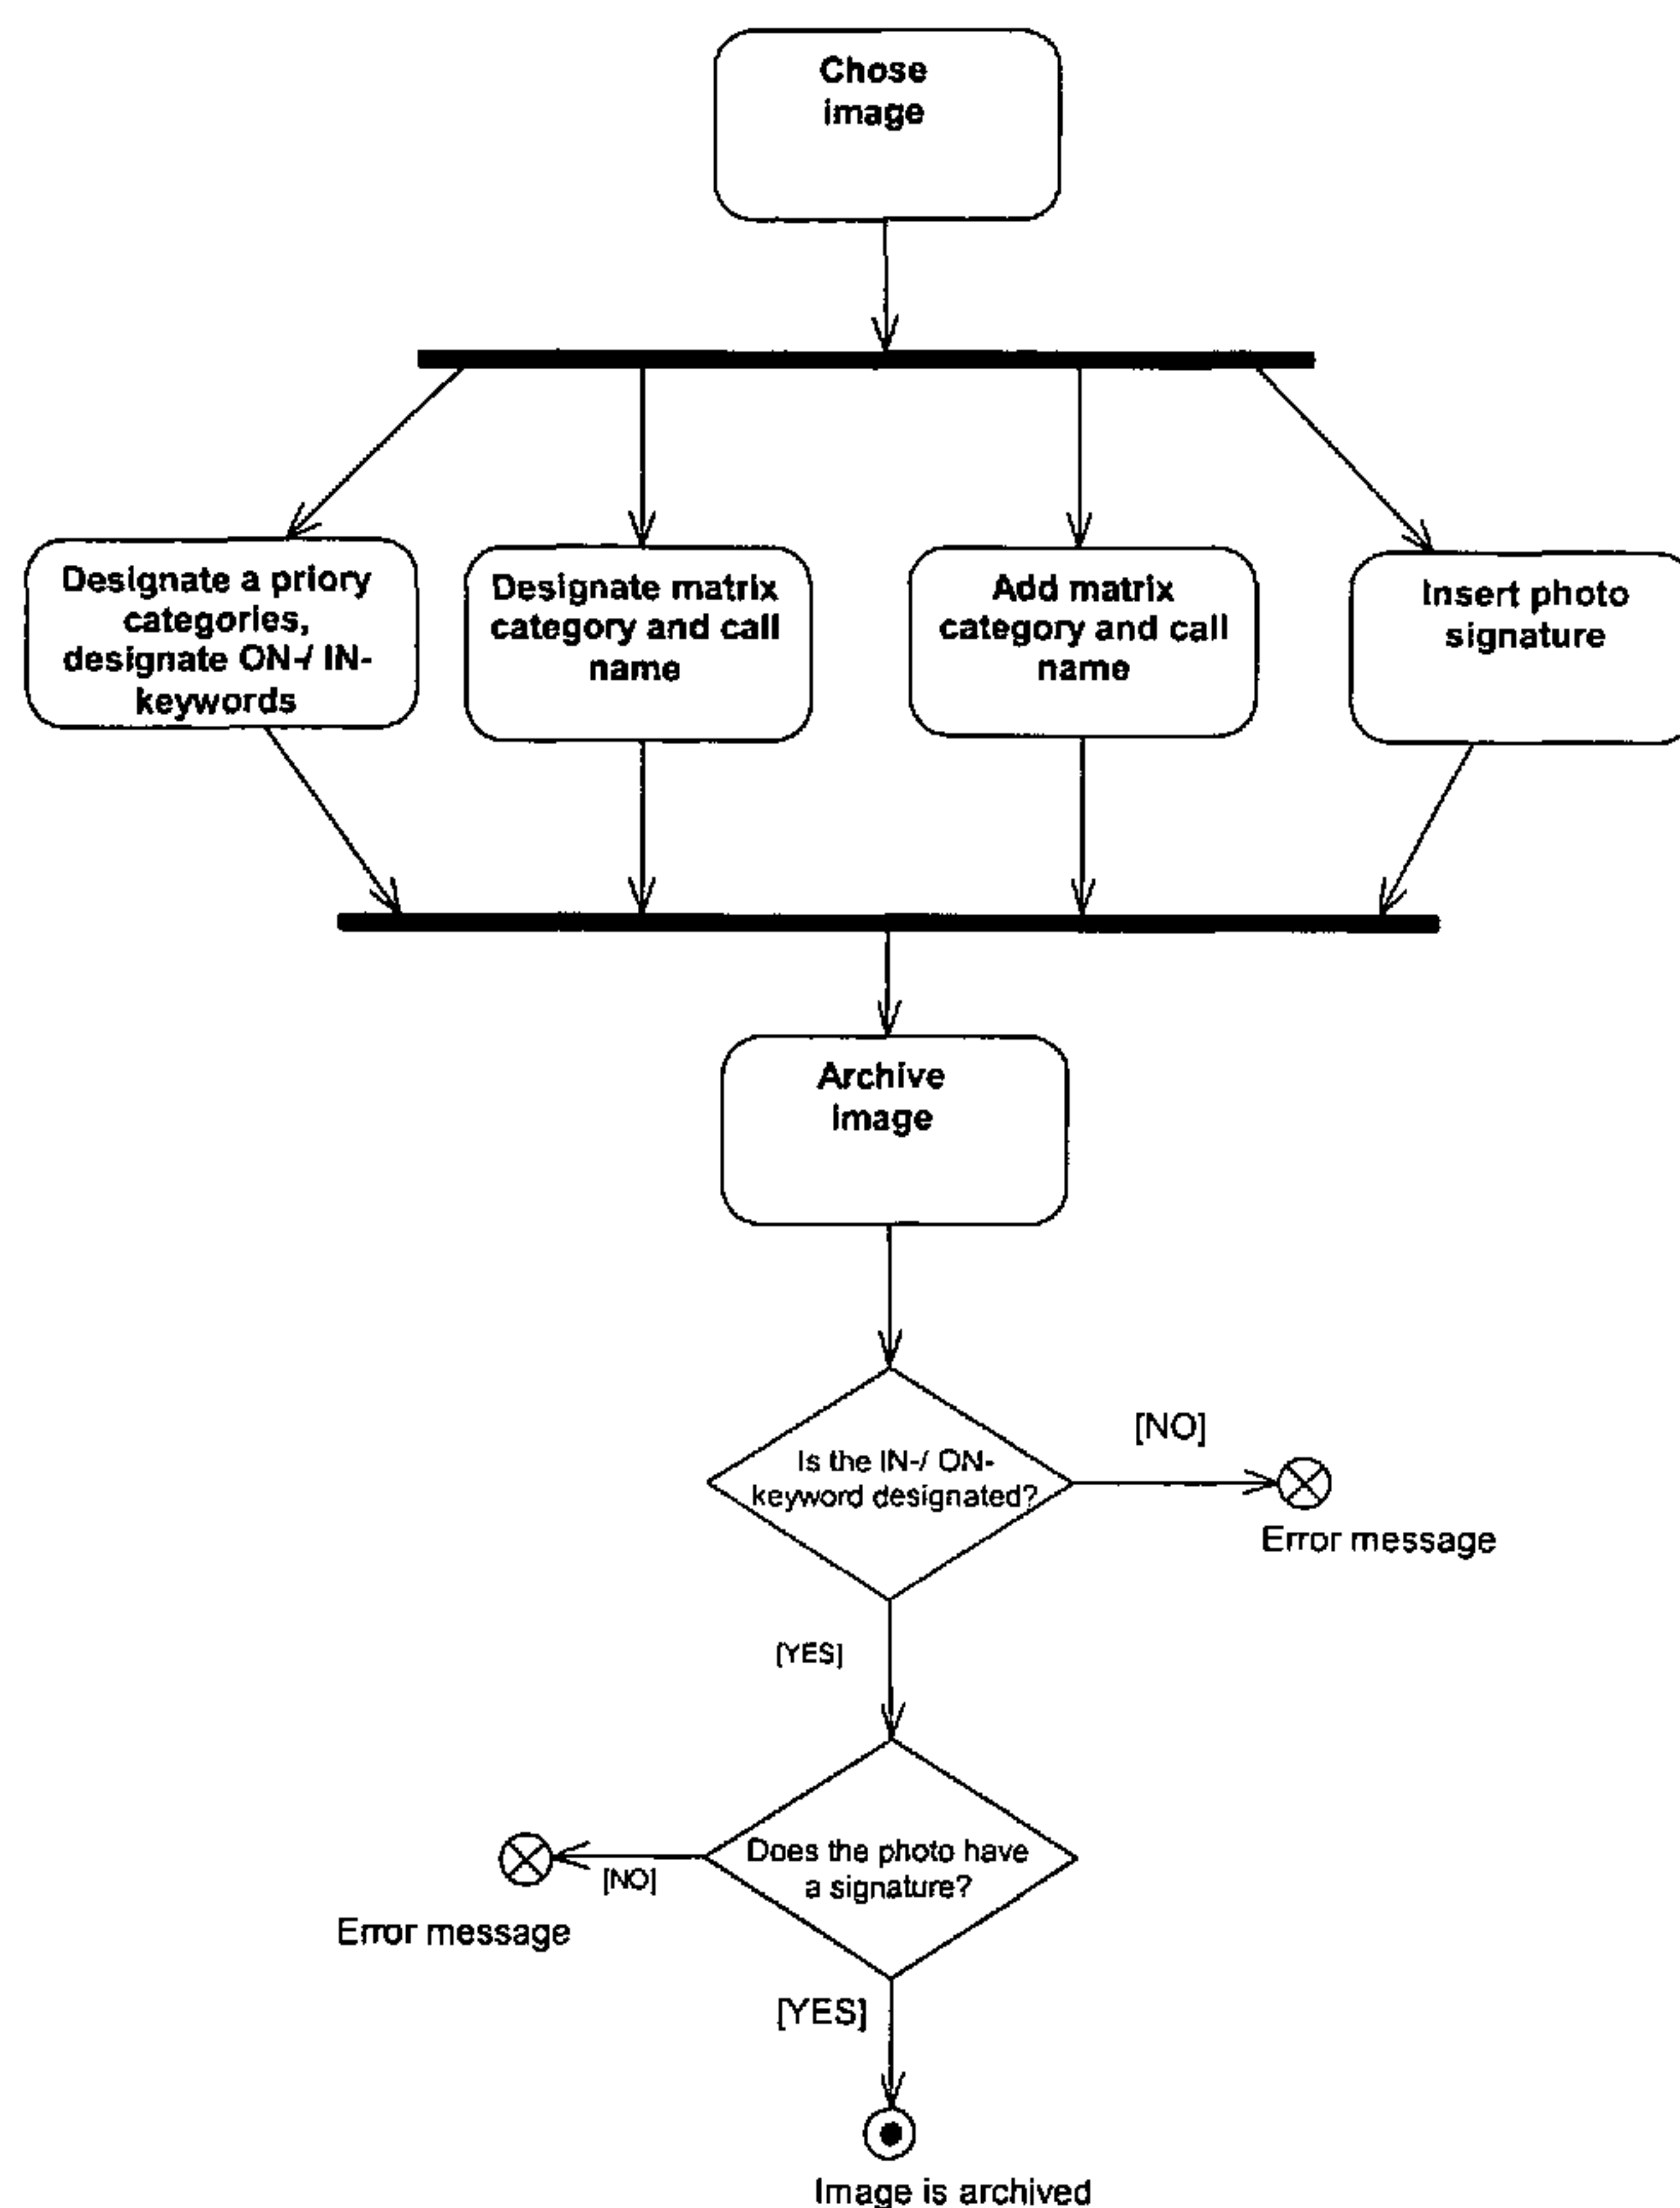 Chose
image
Designate a priory
categories,
designate ON-/ IN-
keywords
Designate matrix
category and call
name
Add matrix
category and call
name
Insert photo
signature
Archive
image
Is the IN-/ ON-
keyword designated?
[NO]
Error message
[YES]
Does the photo have
a signature?
[NO]
Error message
[YES]
Image is archived